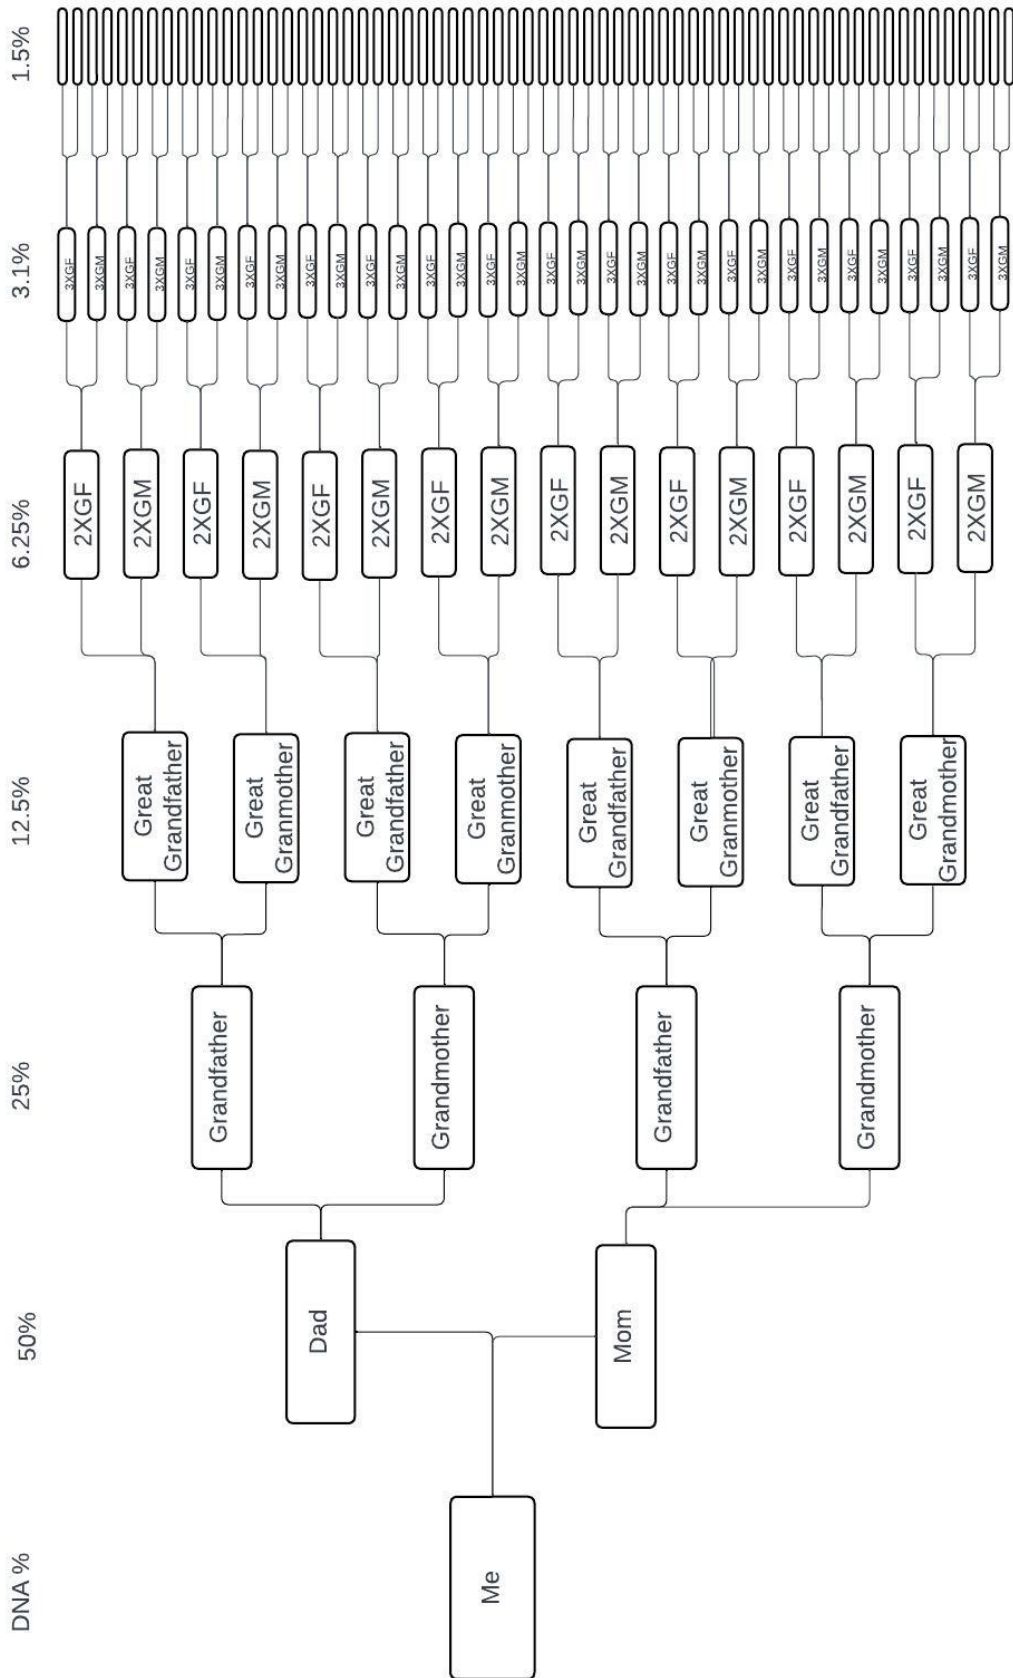 DNA %
50%
25%
12.5%
6.25%
3.1%
1.5%
Me
Dad
Mom
Grandfather
Grandmother
Grandfather
Grandmother
Great
Grandfather
Great
Granmother
Great
Grandfather
Great
Granmother
Great
Grandfather
Great
Granmother
Great
Grandfather
Great
Grandmother
2XGF
2XGM
2XGF
2XGM
2XGF
2XGM
2XGF
2XGM
2XGF
2XGM
2XGF
2XGM
2XGF
2XGM
2XGF
2XGM
3XGF
3XGM
3XGF
3XGM
3XGF
3XGM
3XGF
3XGM
3XGF
3XGM
3XGF
3XGM
3XGF
3XGM
3XGF
3XGM
3XGF
3XGM
3XGF
3XGM
3XGF
3XGM
3XGF
3XGM
3XGF
3XGM
3XGF
3XGM
3XGF
3XGM
3XGF
3XGM